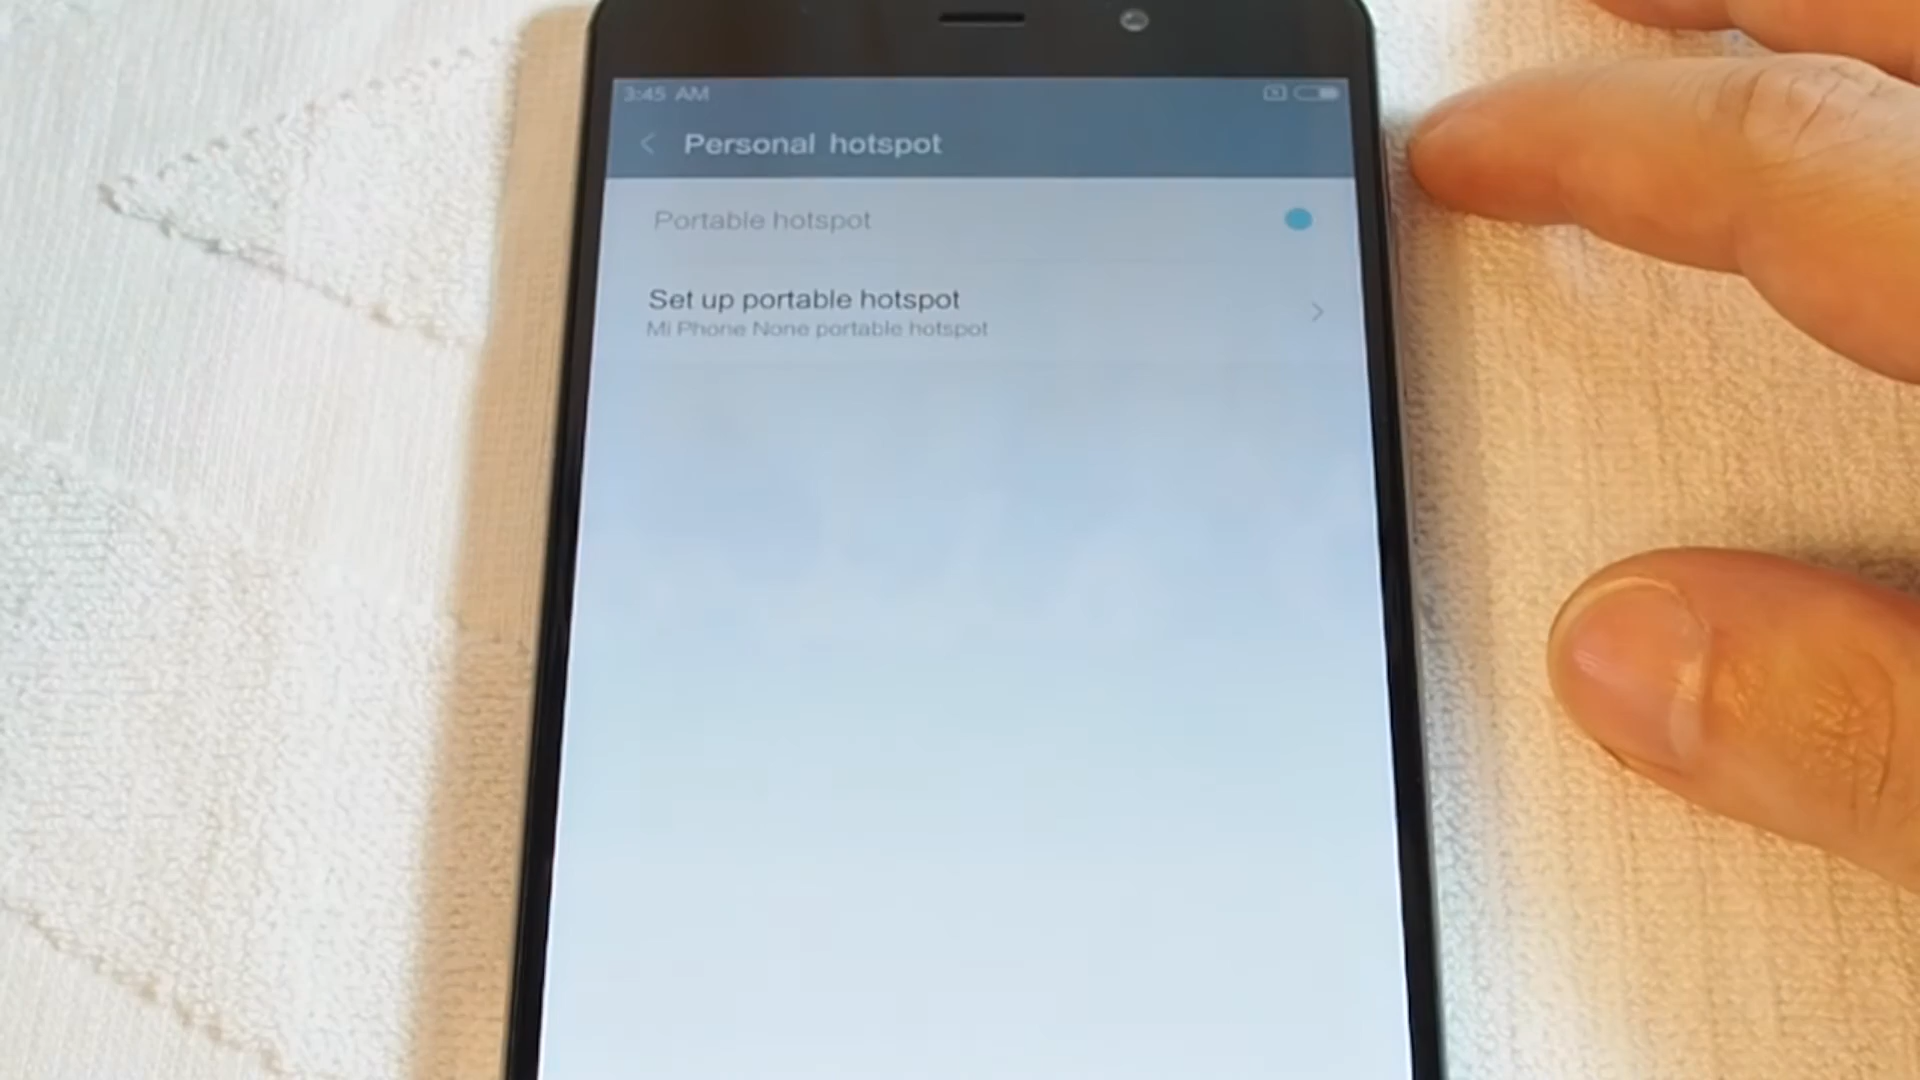 3:45 AM
Personal hotspot
Portable hotspot
Set up portable hotspot
Mi Phone None portable hotspot